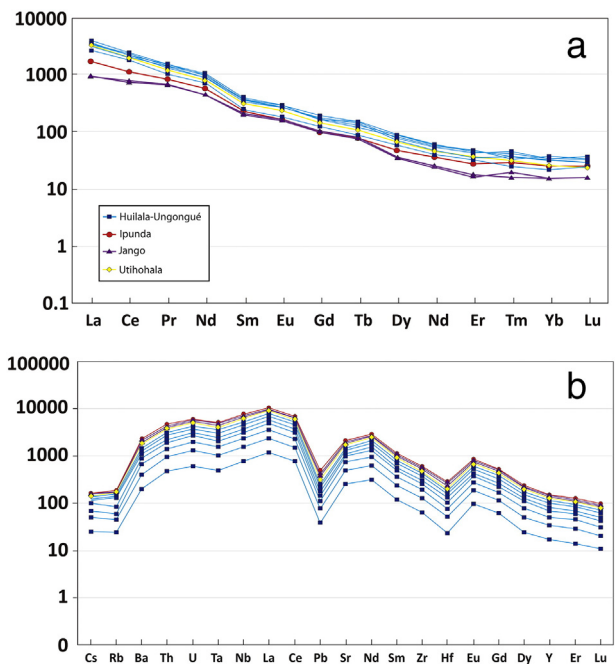 10000
a
1000
100
10
1
0.1
Huilala-Ungongué
Ipunda
Jango
Utihohala
La Ce Pr Nd Sm Eu Gd Tb Dy Nd Er Tm Yb Lu
100000
b
10000
1000
100
10
1
0
Cs Rb Ba Th U Ta Nb La Ce Pb Sr Nd Sm Zr Hf Eu Gd Dy Y Er Lu